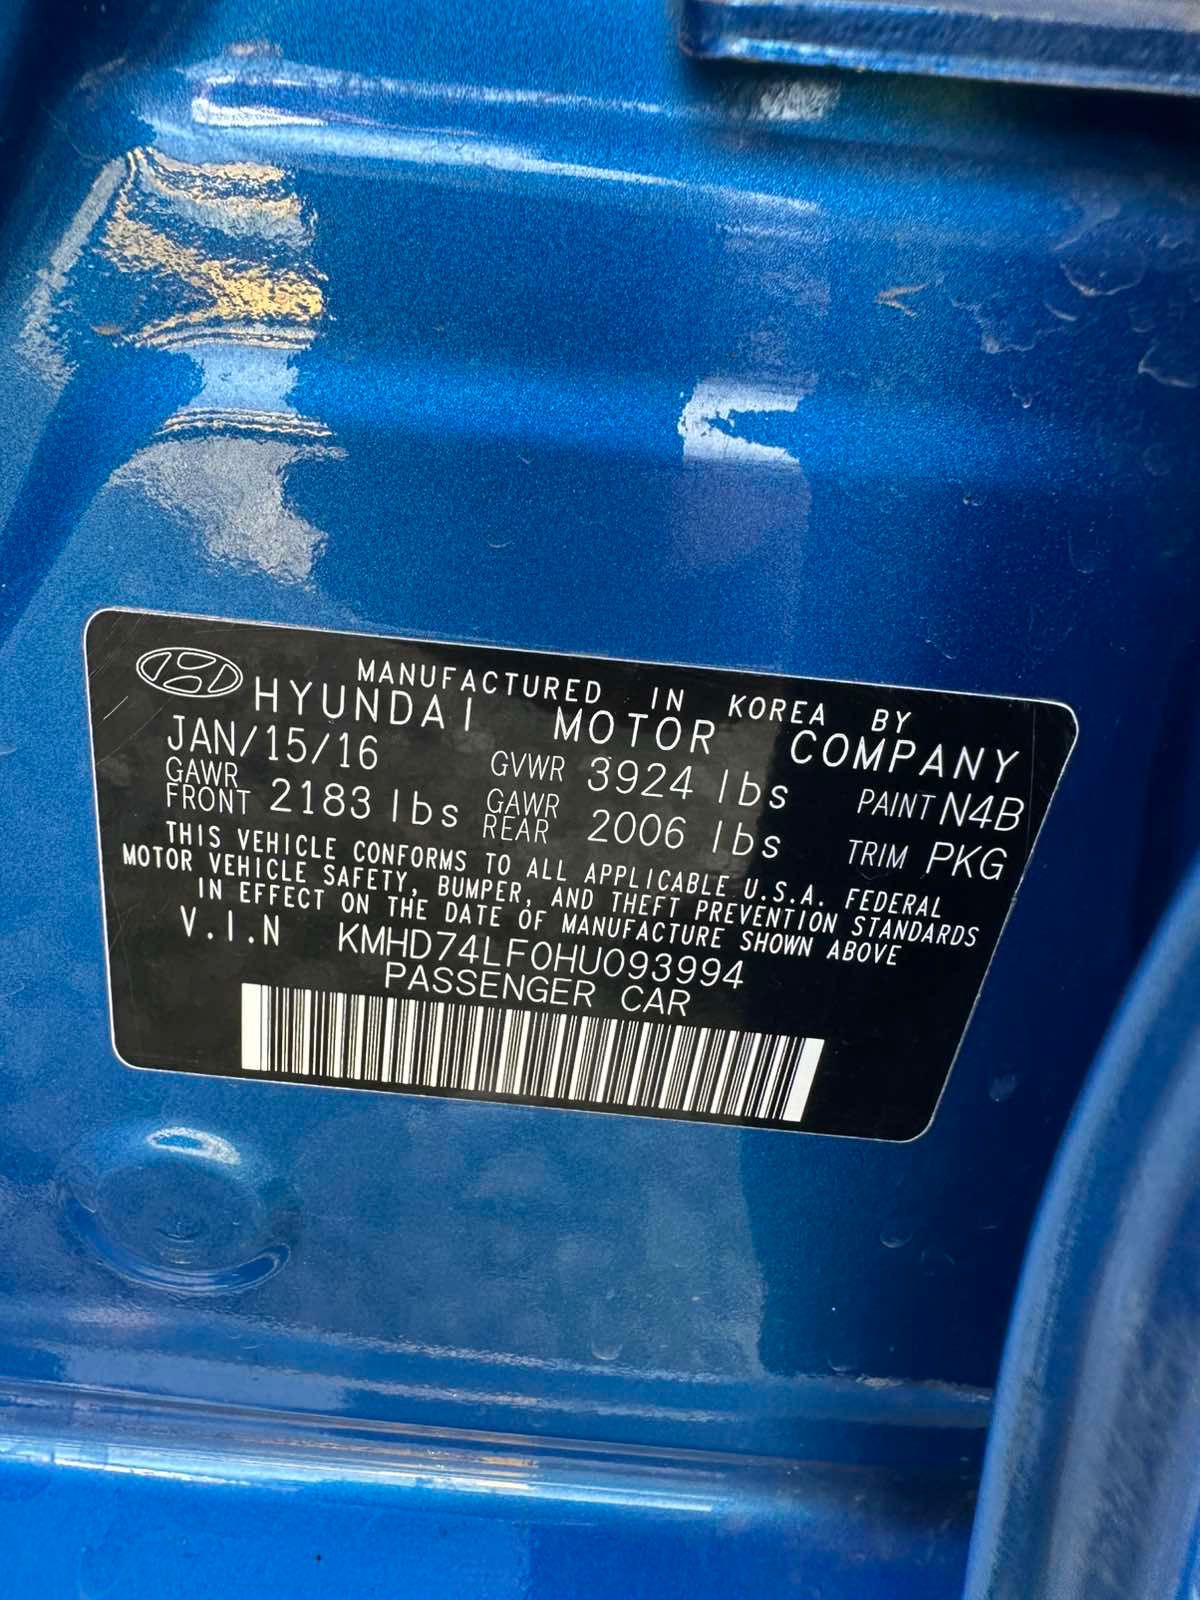 MANUFACTURED IN KOREA BY
HYUNDAI MOTOR COMPANY
JAN/15/16 GVWR 3924 lbs PAINT N4B
GAWR FRONT 2183 lbs GAWR REAR 2006 lbs TRIM PKG
THIS VEHICLE CONFORMS TO ALL APPLICABLE U.S.A. FEDERAL
MOTOR VEHICLE SAFETY, BUMPER, AND THEFT PREVENTION STANDARDS
IN EFFECT ON THE DATE OF MANUFACTURE SHOWN ABOVE
V.I.N KMHD74LF0HU093994
PASSENGER CAR